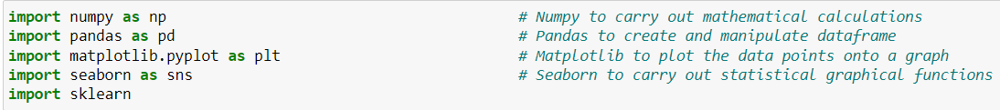 import numpy as np # Numpy to carry out mathematical calculations
import pandas as pd # Pandas to create and manipulate dataframe
import matplotlib.pyplot as plt # Matplotlib to plot the data points onto a graph
import seaborn as sns # Seaborn to carry out statistical graphical functions
import sklearn